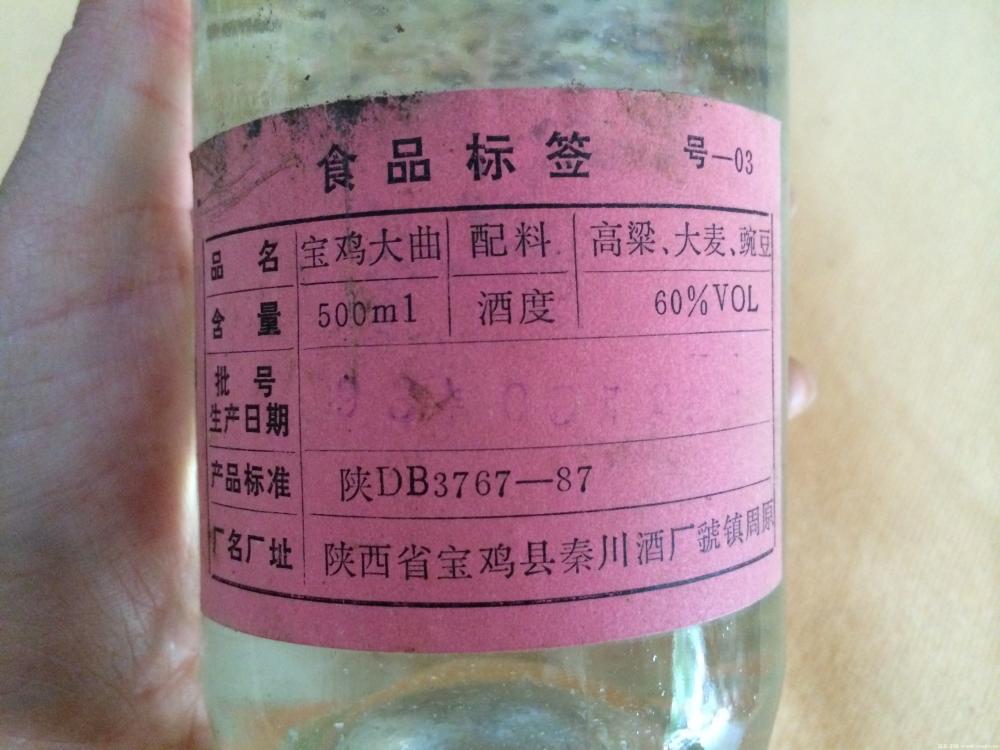 食品标签 号—03
品名 宝鸡大曲 配料 高梁、大麦、豌豆
含量 500ml 酒度 60%VOL
批号
生产日期
产品标准 陕DB3767—87
厂名厂址 陕西省宝鸡县秦川酒厂虢镇周原